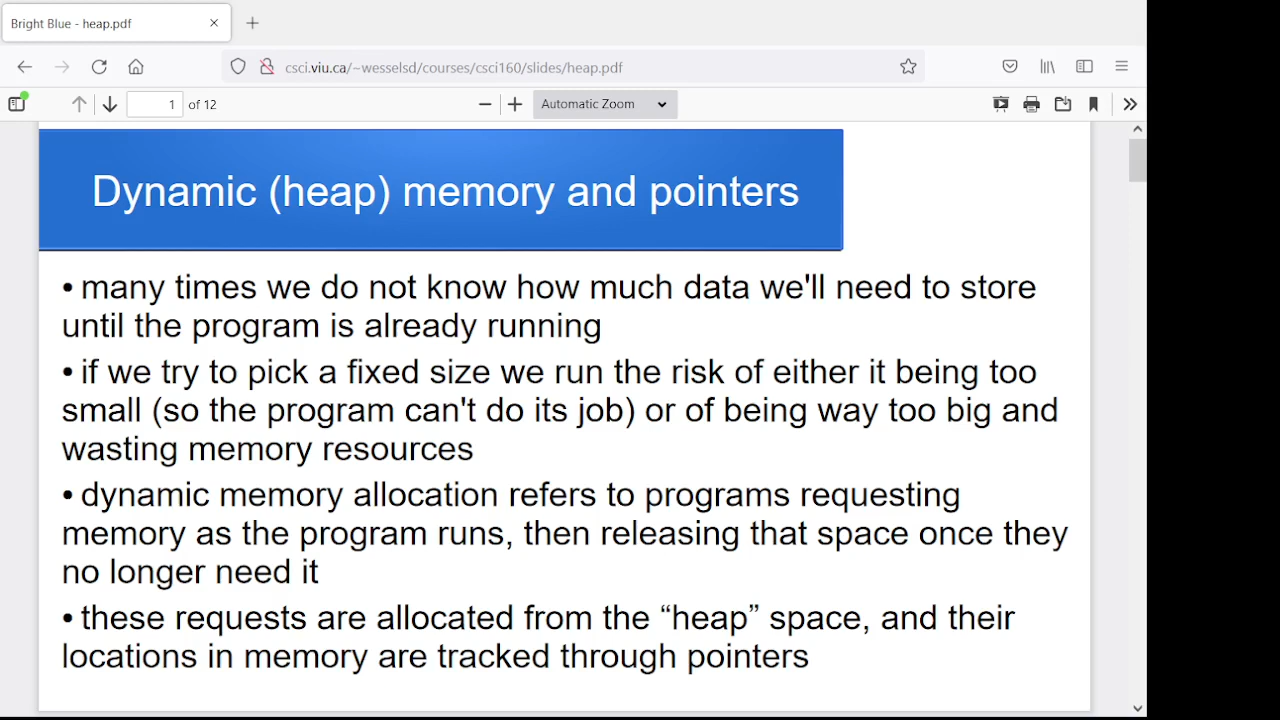 Bright Blue - heap.pdf
csci.viu.ca/~wesselsd/courses/csci160/slides/heap.pdf
1 of 12
Automatic Zoom
Dynamic (heap) memory and pointers
• many times we do not know how much data we'll need to store
until the program is already running
• if we try to pick a fixed size we run the risk of either it being too
small (so the program can't do its job) or of being way too big and
wasting memory resources
• dynamic memory allocation refers to programs requesting
memory as the program runs, then releasing that space once they
no longer need it
• these requests are allocated from the “heap” space, and their
locations in memory are tracked through pointers